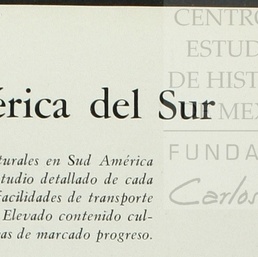 CENTRO
ESTUD
DE HIST
MEX
FUNDA
Carlos
érica del Sur
turales en Sud América
tudio detallado de cada
facilidades de transporte
Elevado contenido cul-
as de marcado progreso.